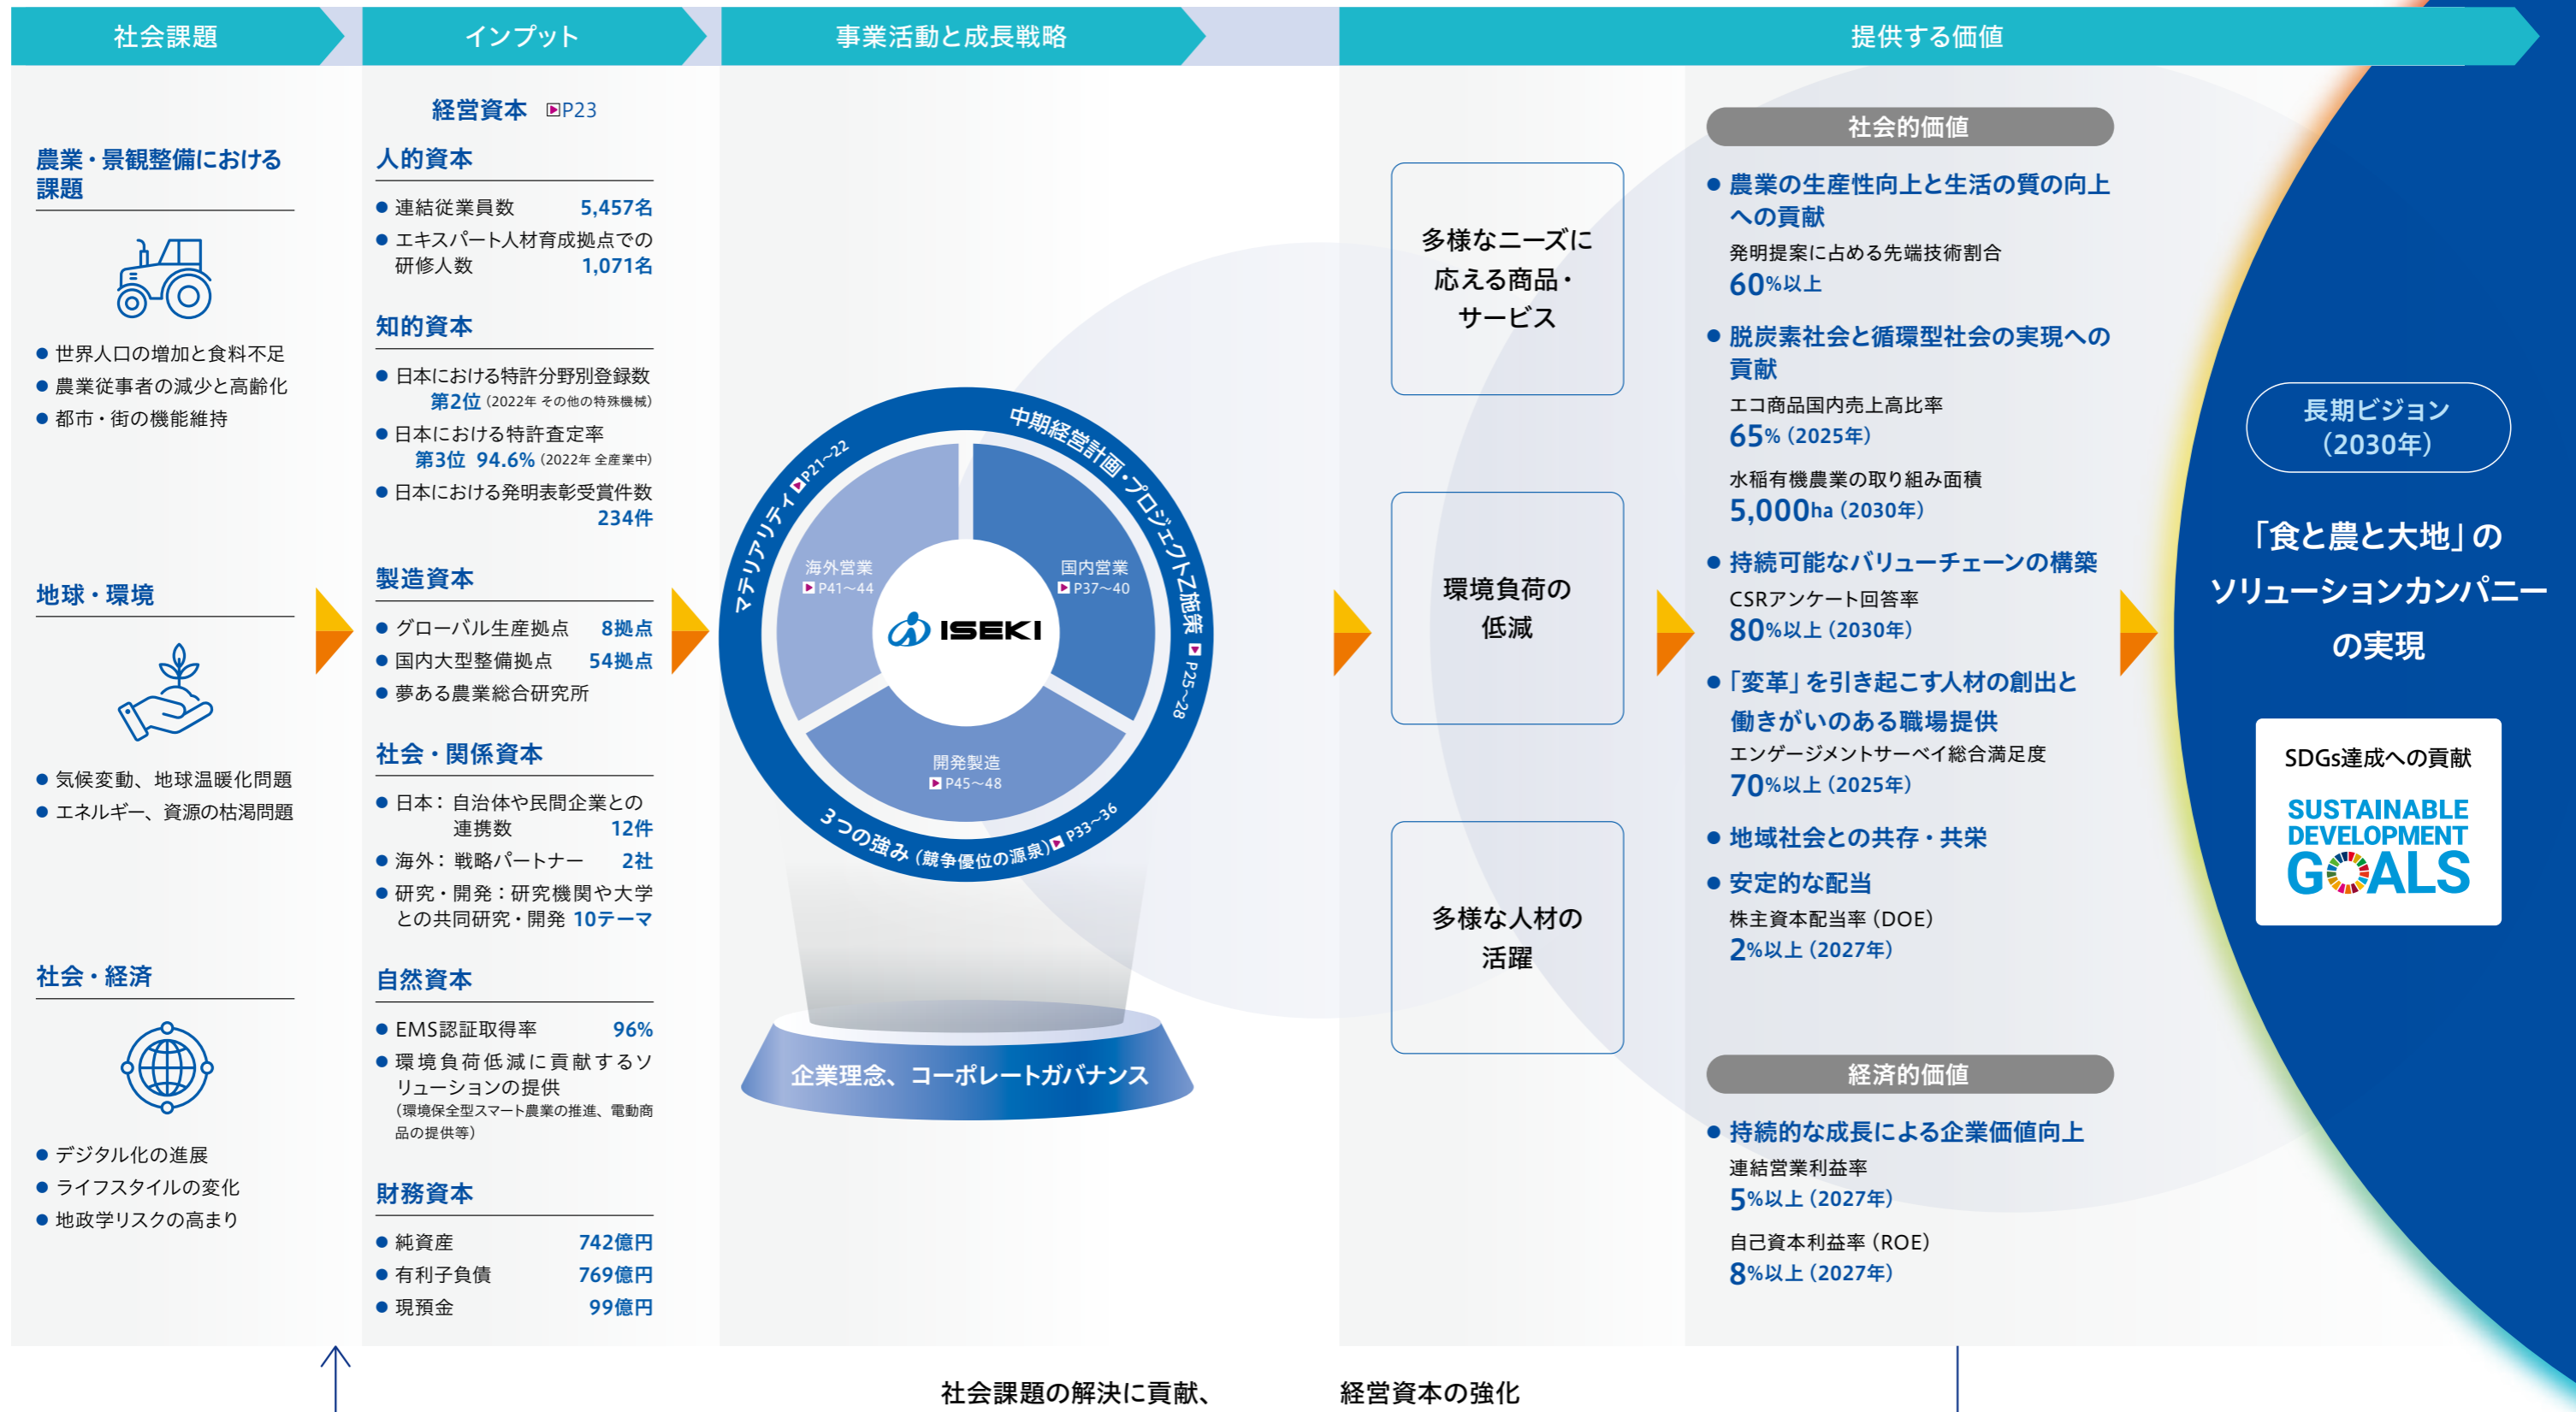 社会課題
インプット
事業活動と成長戦略
提供する価値
農業・景観整備における
課題
世界人口の増加と食料不足
農業従事者の減少と高齢化
都市・街の機能維持
地球・環境
気候変動、地球温暖化問題
エネルギー、資源の枯渇問題
社会・経済
デジタル化の進展
ライフスタイルの変化
地政学リスクの高まり
経営資本 P23
人的資本
連結従業員数 5,457名
エキスパート人材育成拠点での
研修人数 1,071名
知的資本
日本における特許分野別登録数
第2位（2022年 その他の特殊機械）
日本における特許査定率
第3位 94.6%（2022年 全産業中）
日本における発明表彰受賞件数
234件
製造資本
グローバル生産拠点 8拠点
国内大型整備拠点 54拠点
夢ある農業総合研究所
社会・関係資本
日本：自治体や民間企業との
連携数 12件
海外：戦略パートナー 2社
研究・開発：研究機関や大学
との共同研究・開発 10テーマ
自然資本
EMS認証取得率 96%
環境負荷低減に貢献するソ
リューションの提供
（環境保全型スマート農業の推進、電動商
品の提供等）
財務資本
純資産 742億円
有利子負債 769億円
現預金 99億円
マテリアリティ P21～22
中期経営計画・プロジェクトZ施策 P25～28
3つの強み（競争優位の源泉） P33～36
海外営業
P41～44
国内営業
P37～40
ISEKI
開発製造
P45～48
企業理念、コーポレートガバナンス
多様なニーズに
応える商品・
サービス
環境負荷の
低減
多様な人材の
活躍
社会的価値
農業の生産性向上と生活の質の向上
への貢献
発明提案に占める先端技術割合
60%以上
脱炭素社会と循環型社会の実現への
貢献
エコ商品国内売上高比率
65%（2025年）
水稲有機農業の取り組み面積
5,000ha（2030年）
持続可能なバリューチェーンの構築
CSRアンケート回答率
80%以上（2030年）
「変革」を引き起こす人材の創出と
働きがいのある職場提供
エンゲージメントサーベイ総合満足度
70%以上（2025年）
地域社会との共存・共栄
安定的な配当
株主資本配当率（DOE）
2%以上（2027年）
経済的価値
持続的な成長による企業価値向上
連結営業利益率
5%以上（2027年）
自己資本利益率（ROE）
8%以上（2027年）
長期ビジョン
（2030年）
「食と農と大地」の
ソリューションカンパニー
の実現
SDGs達成への貢献
SUSTAINABLE
DEVELOPMENT
GOALS
社会課題の解決に貢献、 経営資本の強化